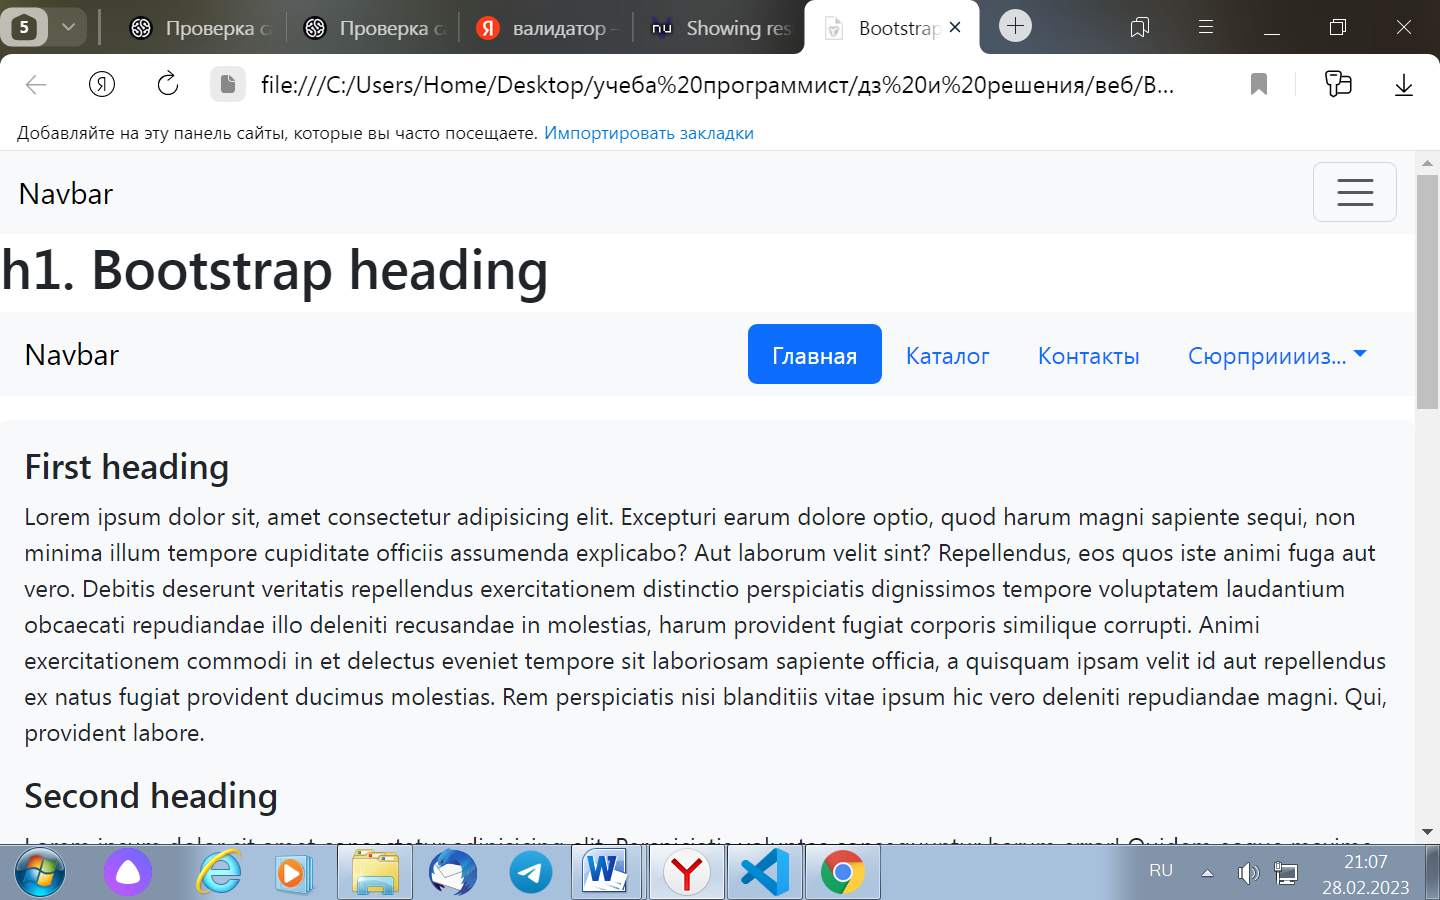 5
Проверка са
Проверка са
валидатор –
Showing res
Bootstrap
file:///C:/Users/Home/Desktop/учеба%20программист/дз%20и%20решения/веб/B...
Добавляйте на эту панель сайты, которые вы часто посещаете. Импортировать закладки
Navbar
h1. Bootstrap heading
Navbar
Главная
Каталог
Контакты
Сюрприиииз...
First heading
Lorem ipsum dolor sit, amet consectetur adipisicing elit. Excepturi earum dolore optio, quod harum magni sapiente sequi, non
minima illum tempore cupiditate officiis assumenda explicabo? Aut laborum velit sint? Repellendus, eos quos iste animi fuga aut
vero. Debitis deserunt veritatis repellendus exercitationem distinctio perspiciatis dignissimos tempore voluptatem laudantium
obcaecati repudiandae illo deleniti recusandae in molestias, harum provident fugiat corporis similique corrupti. Animi
exercitationem commodi in et delectus eveniet tempore sit laboriosam sapiente officia, a quisquam ipsam velit id aut repellendus
ex natus fugiat provident ducimus molestias. Rem perspiciatis nisi blanditiis vitae ipsum hic vero deleniti repudiandae magni. Qui,
provident labore.
Second heading
RU
21:07
28.02.2023